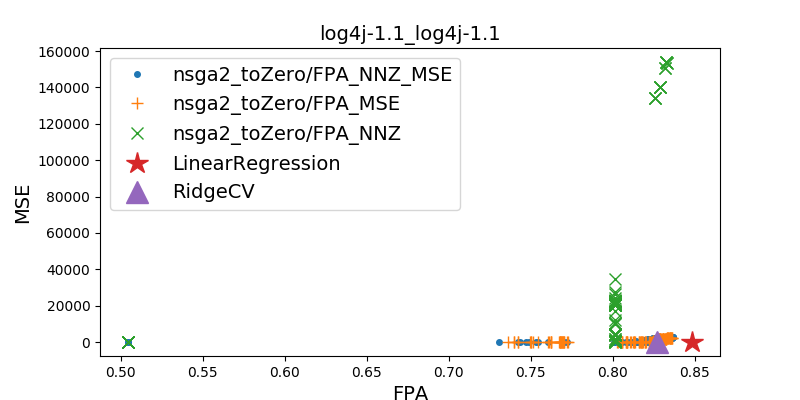 log4j-1.1_log4j-1.1
160000
140000
120000
100000
80000
60000
40000
20000
0
MSE
nsga2_toZero/FPA_NNZ_MSE
nsga2_toZero/FPA_MSE
nsga2_toZero/FPA_NNZ
LinearRegression
RidgeCV
0.50 0.55 0.60 0.65 0.70 0.75 0.80 0.85
FPA